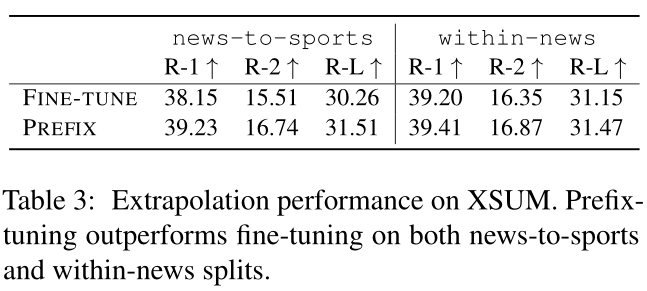 news-to-sports within-news
R-1 ↑ R-2 ↑ R-L ↑ R-1 ↑ R-2 ↑ R-L ↑
FINE-TUNE 38.15 15.51 30.26 39.20 16.35 31.15
PREFIX 39.23 16.74 31.51 39.41 16.87 31.47
Table 3: Extrapolation performance on XSUM. Prefix-
tuning outperforms fine-tuning on both news-to-sports
and within-news splits.